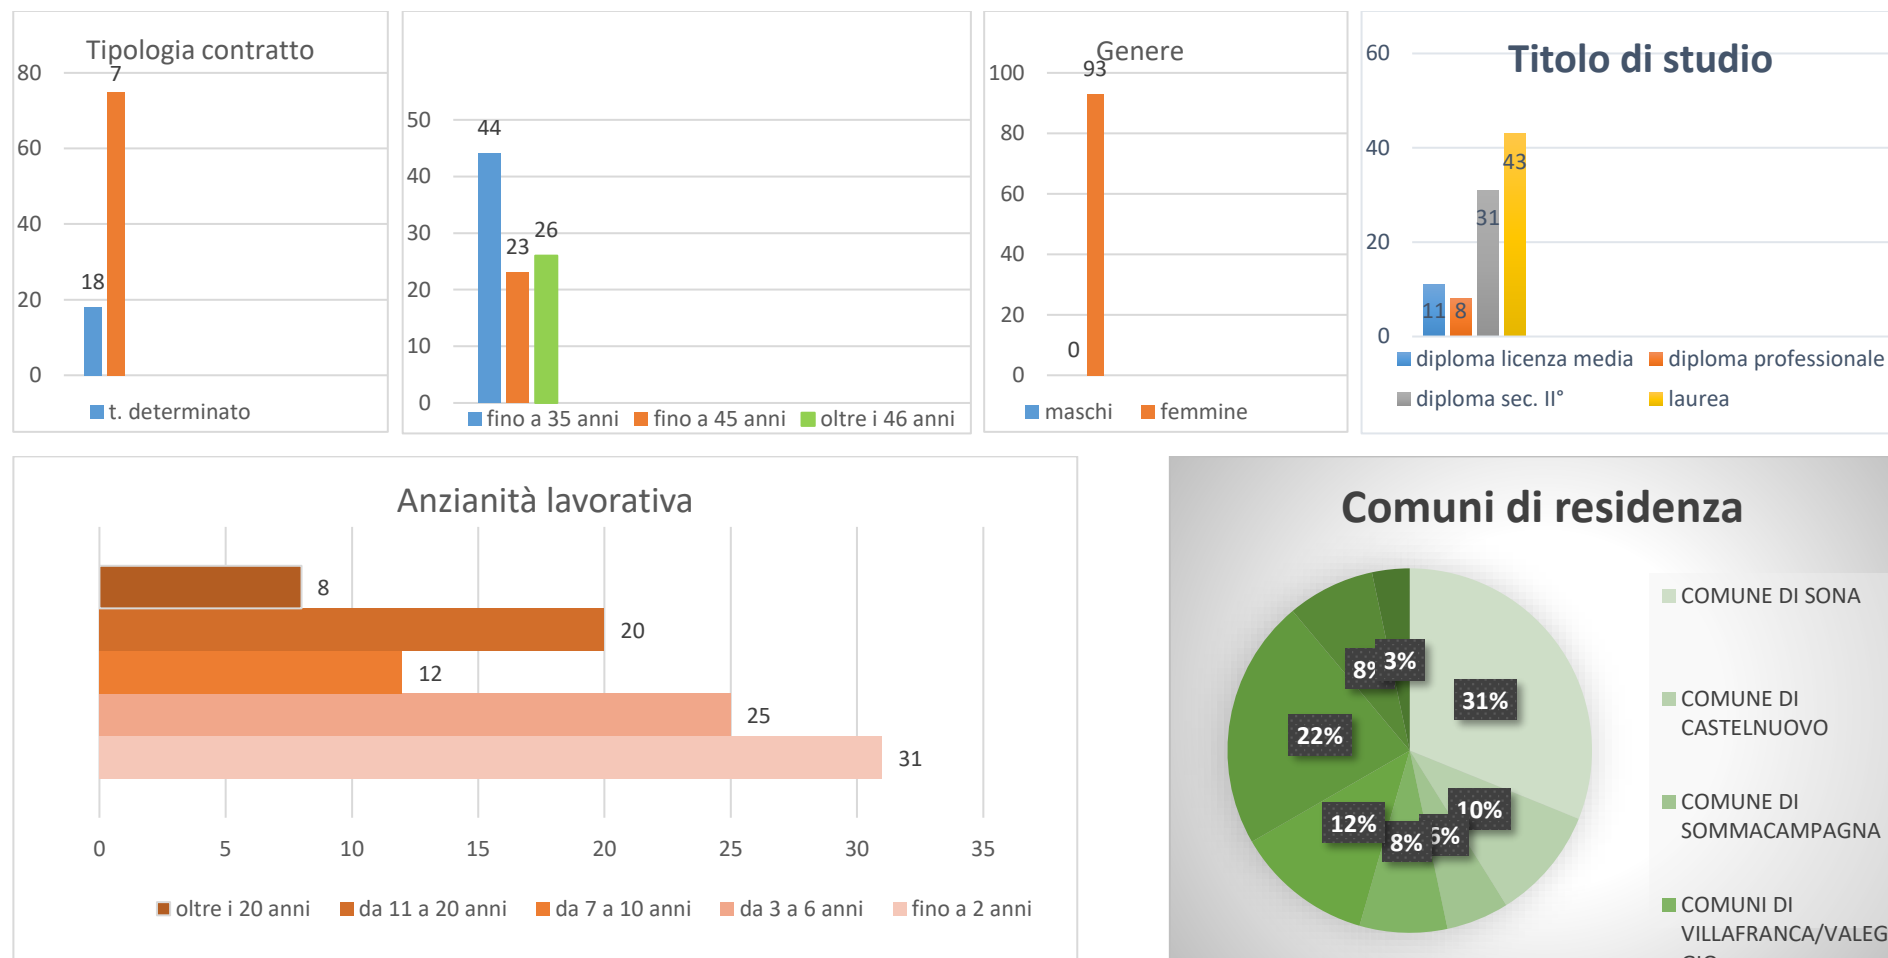 Tipologia contratto
80
60
40
20
0
18
7
t. determinato
50
40
30
20
10
0
44
23
26
fino a 35 anni
fino a 45 anni
oltre i 46 anni
Genere
100
80
60
40
20
0
0
93
maschi
femmine
Titolo di studio
60
40
20
0
11
8
31
43
diploma licenza media
diploma professionale
diploma sec. II°
laurea
Anzianità lavorativa
8
20
12
25
31
0
5
10
15
20
25
30
35
oltre i 20 anni
da 11 a 20 anni
da 7 a 10 anni
da 3 a 6 anni
fino a 2 anni
Comuni di residenza
31%
10%
6%
8%
12%
22%
8%
3%
COMUNE DI SONA
COMUNE DI
CASTELNUOVO
COMUNE DI
SOMMACAMPAGNA
COMUNI DI
VILLAFRANCA/VALEG